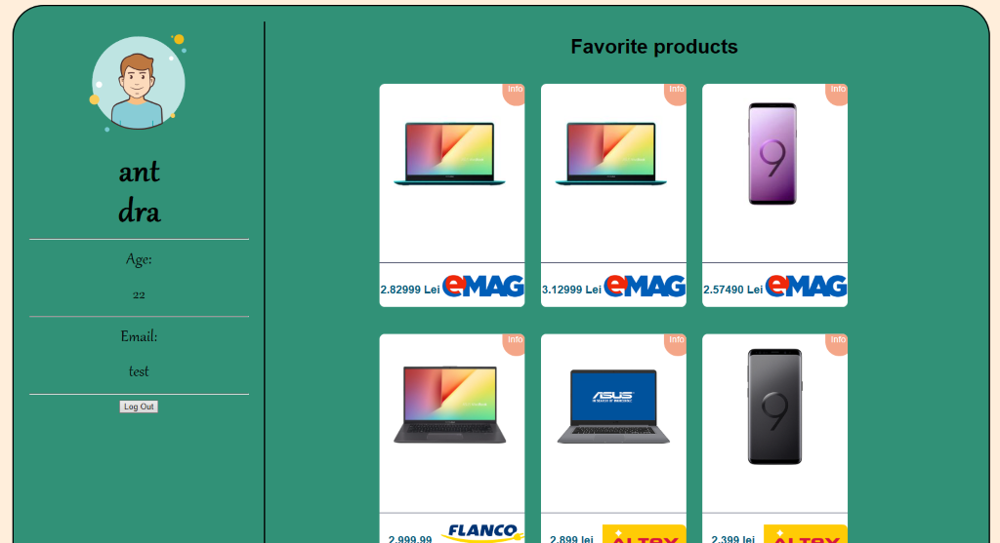 ant
dra
Age:
22
Email:
test
Log Out
Favorite products
Info
Info
Info
9
2.82999 Lei eMAG
3.12999 Lei eMAG
2.57490 Lei eMAG
Info
Info
Info
ASUS
9
2.999,99 FLANCO
2.899 lei ALTEX
2.399 lei ALTEX